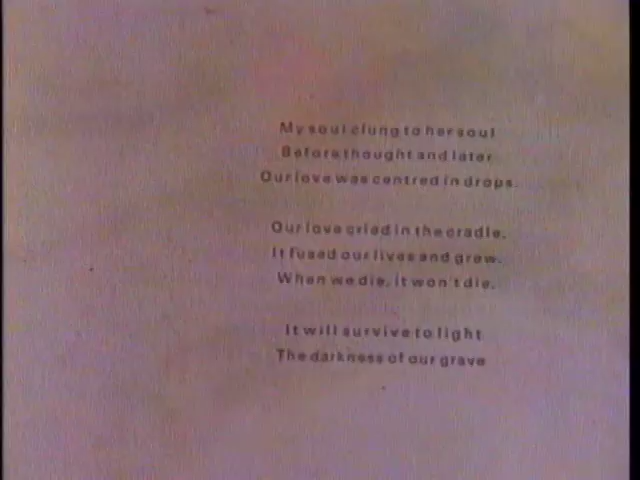 My soul clung to her soul
Before thought and later
Our love was centred in drops.
Our love cried in the cradle.
It fused our lives and grew.
When we die, it won't die.
It will survive to light
The darkness of our grave